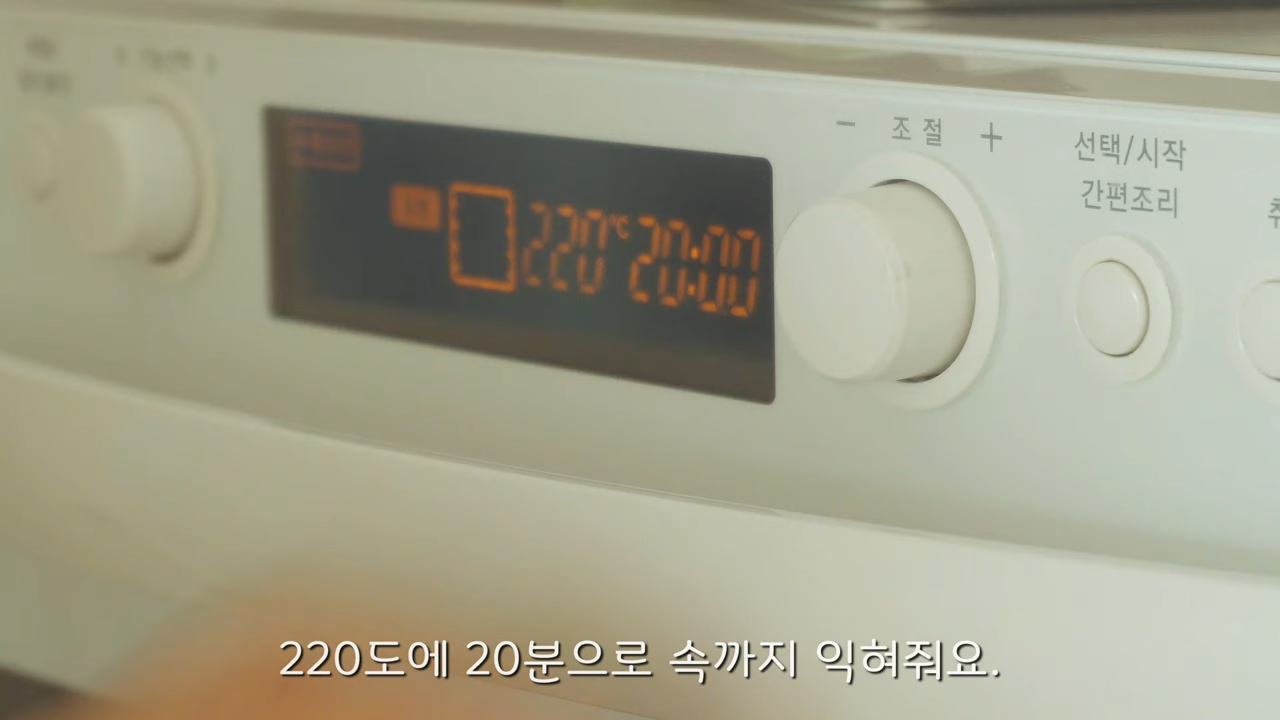 220℃ 20:00
− 조절 +
선택/시작
간편조리
220도에 20분으로 속까지 익혀줘요.